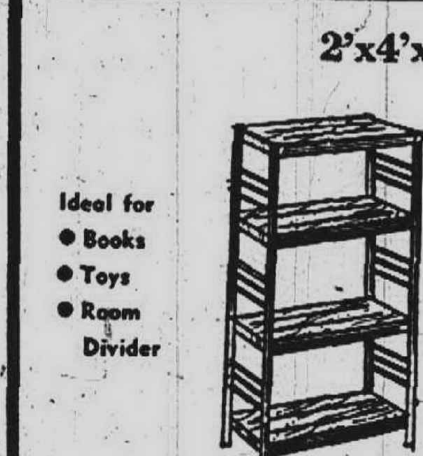 2'x4'x
Ideal for
● Books
● Toys
● Room
Divider